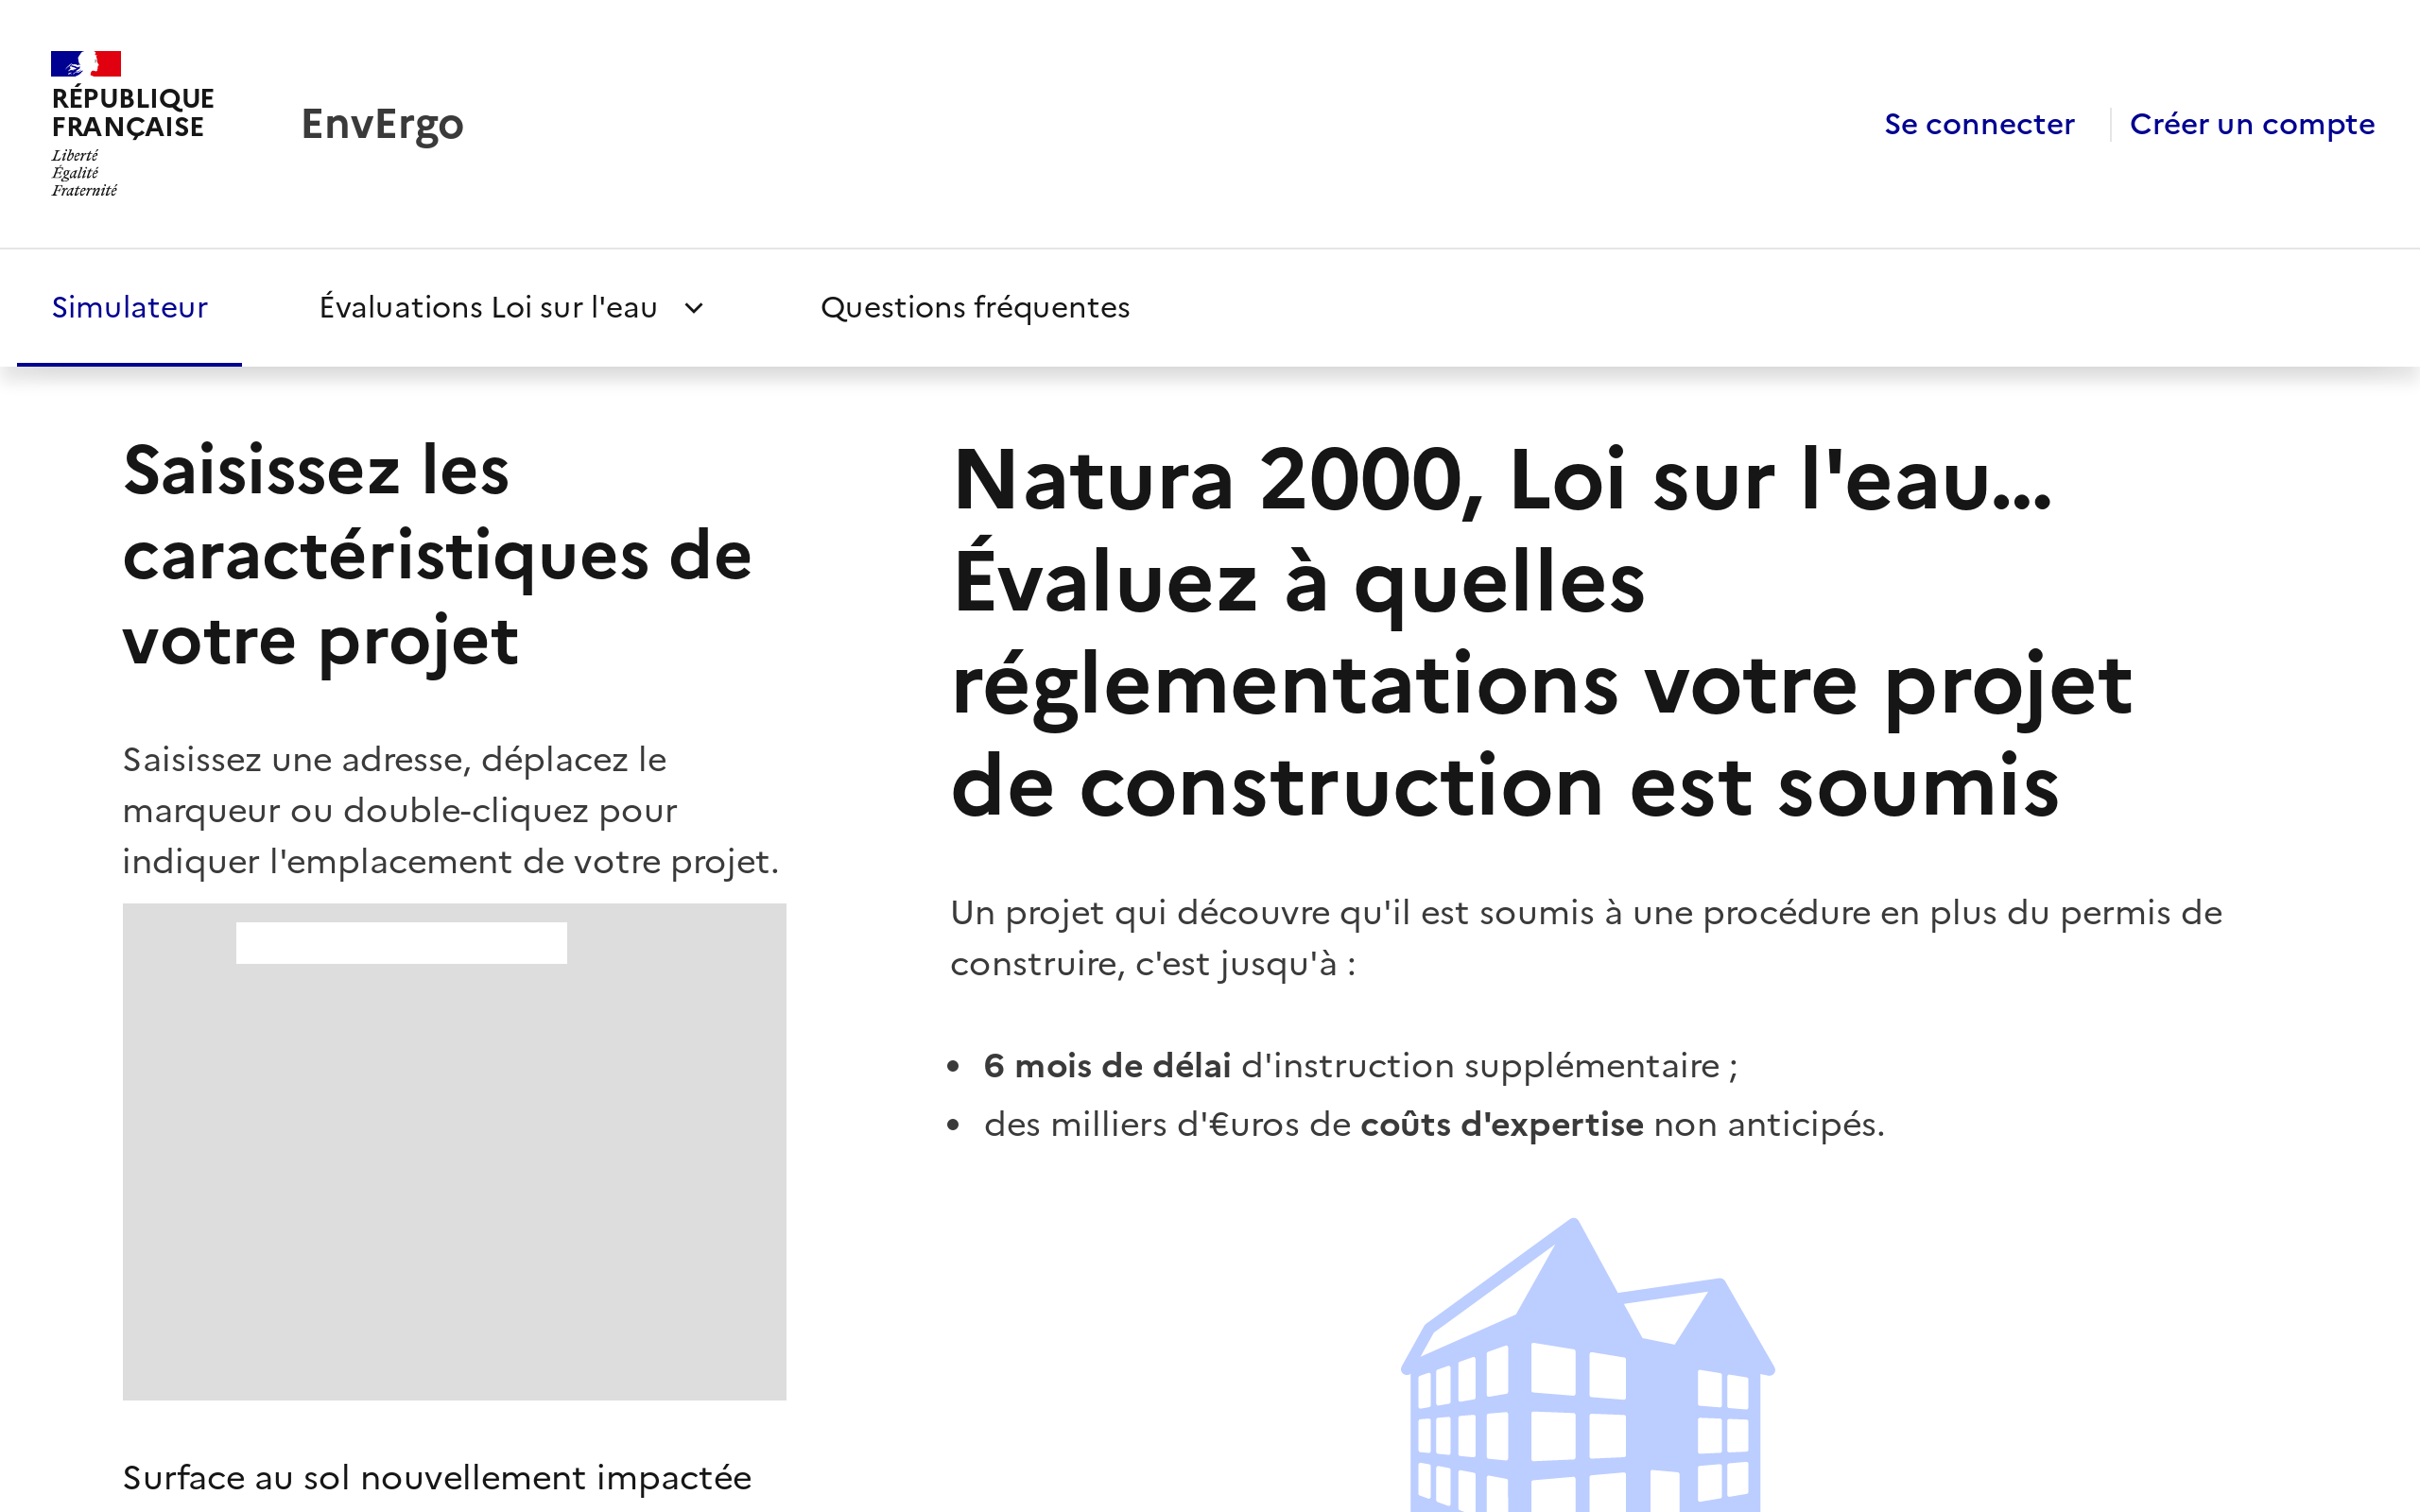 RÉPUBLIQUE
FRANÇAISE
Liberté
Égalité
Fraternité
EnvErgo
Se connecter
Créer un compte
Simulateur
Évaluations Loi sur l'eau
Questions fréquentes
Saisissez les
caractéristiques de
votre projet
Saisissez une adresse, déplacez le
marqueur ou double-cliquez pour
indiquer l'emplacement de votre projet.
Surface au sol nouvellement impactée
Natura 2000, Loi sur l'eau…
Évaluez à quelles
réglementations votre projet
de construction est soumis
Un projet qui découvre qu'il est soumis à une procédure en plus du permis de
construire, c'est jusqu'à :
• 6 mois de délai d'instruction supplémentaire ;
• des milliers d'€uros de coûts d'expertise non anticipés.